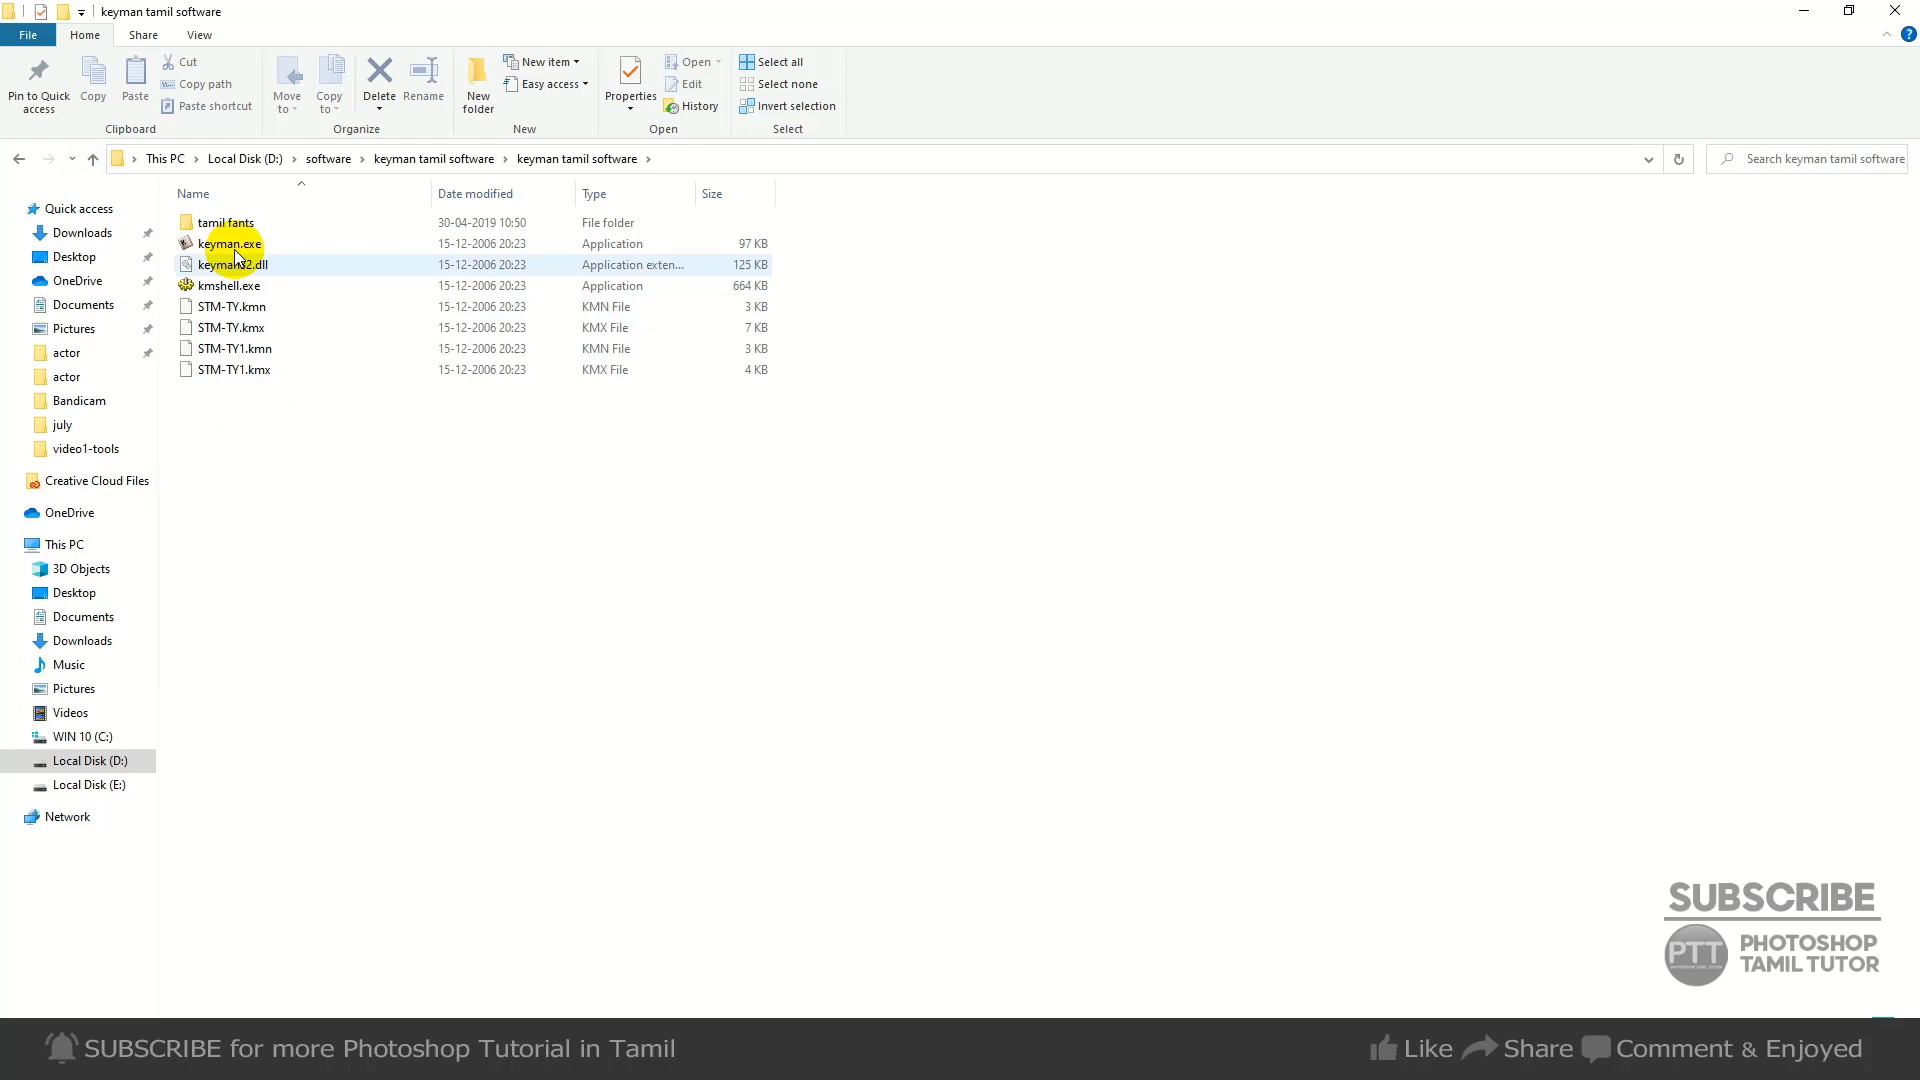 keyman tamil software
File Home Share View
Pin to Quick access
Copy
Paste
Cut
Copy path
Paste shortcut
Clipboard
Move to
Copy to
Delete
Rename
Organize
New folder
New item
Easy access
New
Properties
Open
Edit
History
Open
Select all
Select none
Invert selection
Select
This PC Local Disk (D:) software keyman tamil software keyman tamil software
Search keyman tamil software
Name Date modified Type Size
tamil fants 30-04-2019 10:50 File folder
keyman.exe 15-12-2006 20:23 Application 97 KB
keyman32.dll 15-12-2006 20:23 Application exten... 125 KB
kmshell.exe 15-12-2006 20:23 Application 664 KB
STM-TY.kmn 15-12-2006 20:23 KMN File 3 KB
STM-TY.kmx 15-12-2006 20:23 KMX File 7 KB
STM-TY1.kmn 15-12-2006 20:23 KMN File 3 KB
STM-TY1.kmx 15-12-2006 20:23 KMX File 4 KB
Quick access
Downloads
Desktop
OneDrive
Documents
Pictures
actor
actor
Bandicam
july
video1-tools
Creative Cloud Files
OneDrive
This PC
3D Objects
Desktop
Documents
Downloads
Music
Pictures
Videos
WIN 10 (C:)
Local Disk (D:)
Local Disk (E:)
Network
SUBSCRIBE
PTT PHOTOSHOP
TAMIL TUTOR
SUBSCRIBE for more Photoshop Tutorial in Tamil
Like Share Comment & Enjoyed